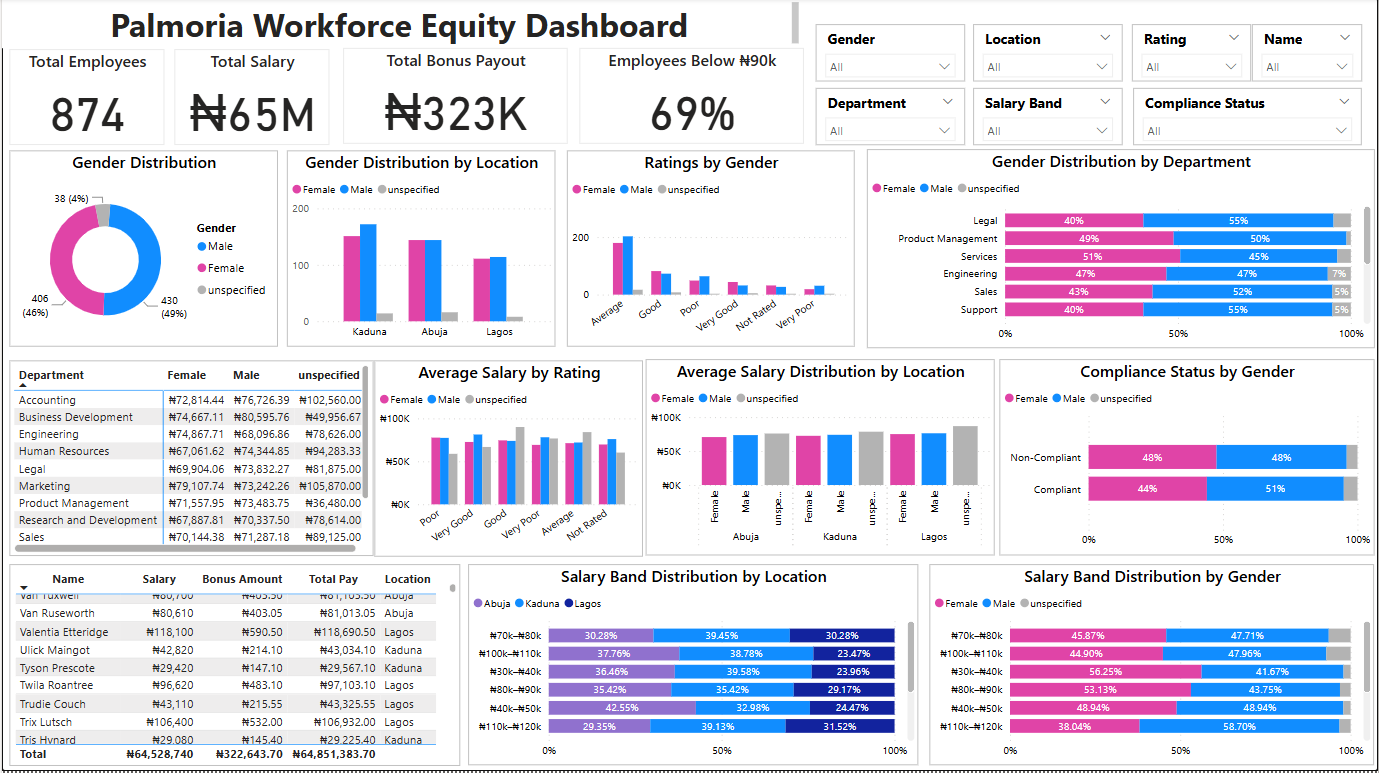 Palmoria Workforce Equity Dashboard
Total Employees
874
Total Salary
₦65M
Total Bonus Payout
₦323K
Employees Below ₦90k
69%
Gender
All
Location
All
Rating
All
Name
All
Department
All
Salary Band
All
Compliance Status
All
Gender Distribution
38 (4%)
406
(46%)
430
(49%)
Gender
Male
Female
unspecified
Gender Distribution by Location
Female Male unspecified
200
100
0
Kaduna Abuja Lagos
Ratings by Gender
Female Male unspecified
200
0
Average Good Poor Very Good Not Rated Very Poor
Gender Distribution by Department
Female Male unspecified
Legal 40% 55%
Product Management 49% 50%
Services 51% 45%
Engineering 47% 47% 7%
Sales 43% 52% 5%
Support 40% 55% 5%
0% 50% 100%
Department Female Male unspecified
Accounting ₦72,814.44 ₦76,726.39 ₦102,560.00
Business Development ₦74,667.11 ₦80,595.76 ₦49,956.67
Engineering ₦74,867.71 ₦68,096.86 ₦78,626.00
Human Resources ₦67,061.62 ₦74,344.85 ₦94,283.33
Legal ₦69,904.06 ₦73,832.27 ₦81,875.00
Marketing ₦79,107.74 ₦73,242.26 ₦105,870.00
Product Management ₦71,557.95 ₦73,483.75 ₦36,480.00
Research and Development ₦67,887.81 ₦70,337.50 ₦78,614.00
Sales ₦70,144.38 ₦71,287.18 ₦89,125.00
Average Salary by Rating
Female Male unspecified
₦100K
₦50K
₦0K
Poor Very Good Good Very Poor Average Not Rated
Average Salary Distribution by Location
Female Male unspecified
₦100K
₦50K
₦0K
Female Male unspe... Female Male unspe... Female Male unspe...
Abuja Kaduna Lagos
Compliance Status by Gender
Female Male unspecified
Non-Compliant 48% 48%
Compliant 44% 51%
0% 50% 100%
Name Salary Bonus Amount Total Pay Location
Van Tuxwell ₦80,700 ₦403.50 ₦81,103.50 Abuja
Van Ruseworth ₦80,610 ₦403.05 ₦81,013.05 Abuja
Valentia Etteridge ₦118,100 ₦590.50 ₦118,690.50 Lagos
Ulick Maingot ₦42,820 ₦214.10 ₦43,034.10 Kaduna
Tyson Prescote ₦29,420 ₦147.10 ₦29,567.10 Kaduna
Twila Roantree ₦96,620 ₦483.10 ₦97,103.10 Lagos
Trudie Couch ₦43,110 ₦215.55 ₦43,325.55 Lagos
Trix Lutsch ₦106,400 ₦532.00 ₦106,932.00 Lagos
Tris Hynard ₦29,080 ₦145.40 ₦29,225.40 Kaduna
Total ₦64,528,740 ₦322,643.70 ₦64,851,383.70
Salary Band Distribution by Location
Abuja Kaduna Lagos
₦70k–₦80k 30.28% 39.45% 30.28%
₦100k–₦110k 37.76% 38.78% 23.47%
₦30k–₦40k 36.46% 39.58% 23.96%
₦80k–₦90k 35.42% 35.42% 29.17%
₦40k–₦50k 42.55% 32.98% 24.47%
₦110k–₦120k 29.35% 39.13% 31.52%
0% 50% 100%
Salary Band Distribution by Gender
Female Male unspecified
₦70k–₦80k 45.87% 47.71%
₦100k–₦110k 44.90% 47.96%
₦30k–₦40k 56.25% 41.67%
₦80k–₦90k 53.13% 43.75%
₦40k–₦50k 48.94% 48.94%
₦110k–₦120k 38.04% 58.70%
0% 50% 100%